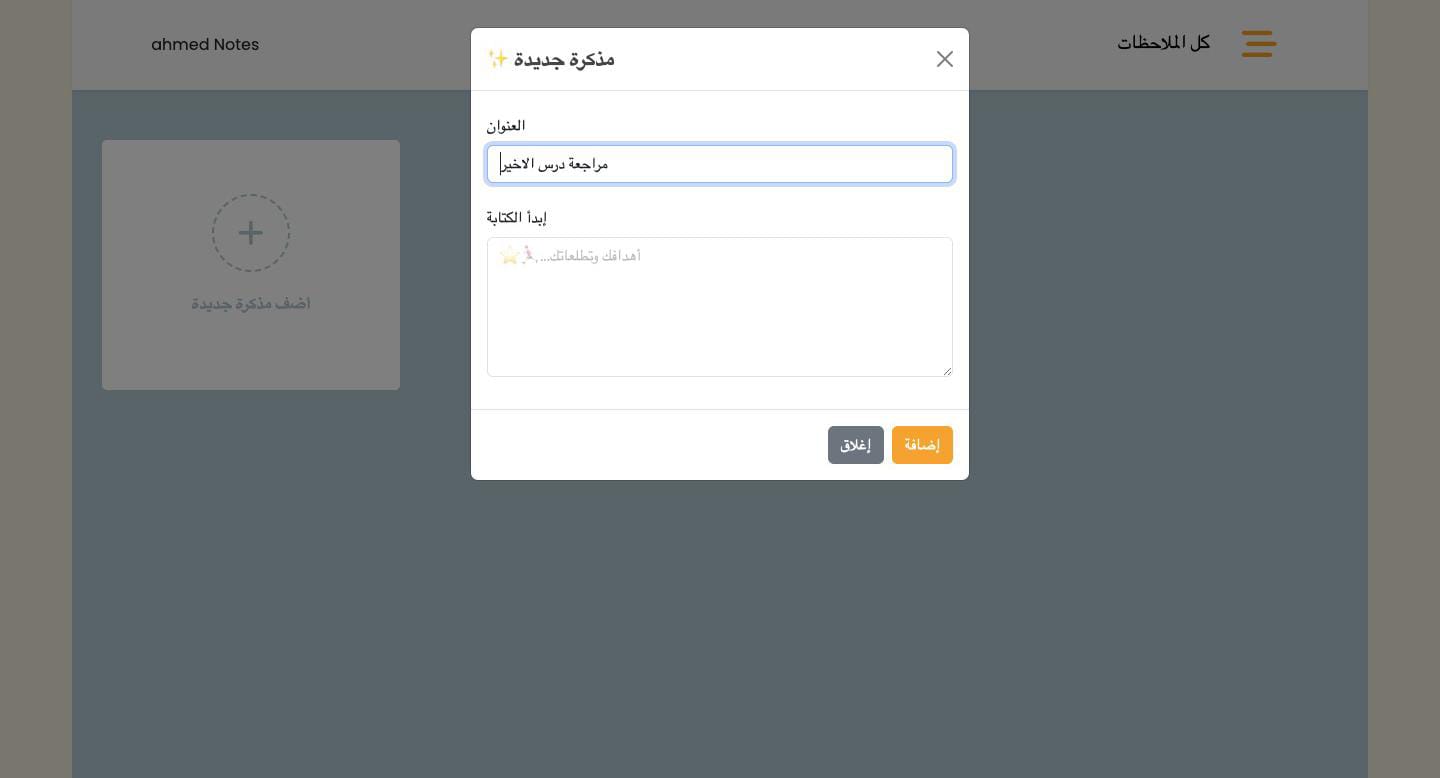 ahmed Notes
كل الملاحظات
مذكرة جديدة ✨
العنوان
مراجعة درس الاخير
إبدأ الكتابة
أهدافك وتطلعاتك...🏃🏻‍♀️⭐
اضف مذكرة جديدة
إضافة
إغلاق